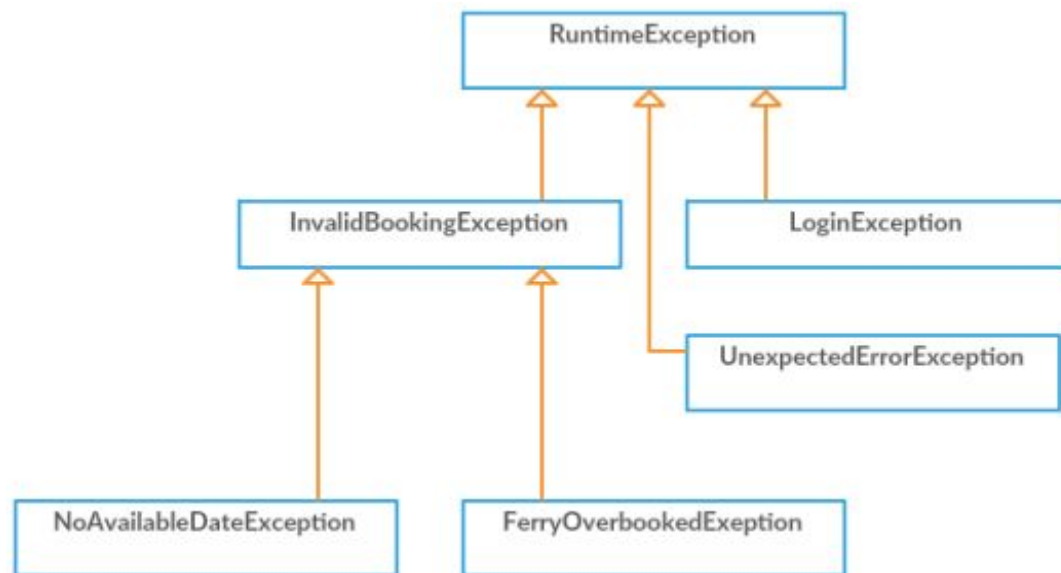 RuntimeException
InvalidBookingException
LoginException
UnexpectedErrorException
NoAvailableDateException
FerryOverbookedExeption